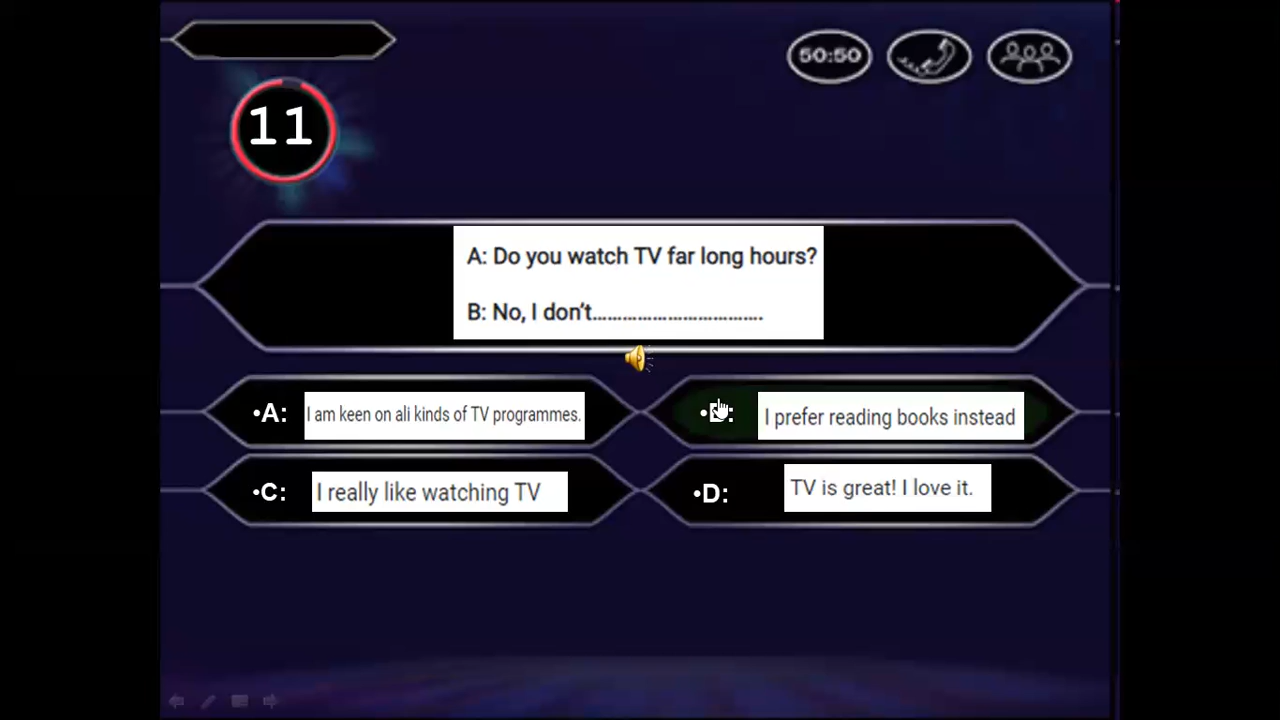 50:50
11
A: Do you watch TV far long hours?
B: No, I don't……………………………….
•A: I am keen on ali kinds of TV programmes.
•B: I prefer reading books instead
•C: I really like watching TV
•D: TV is great! I love it.